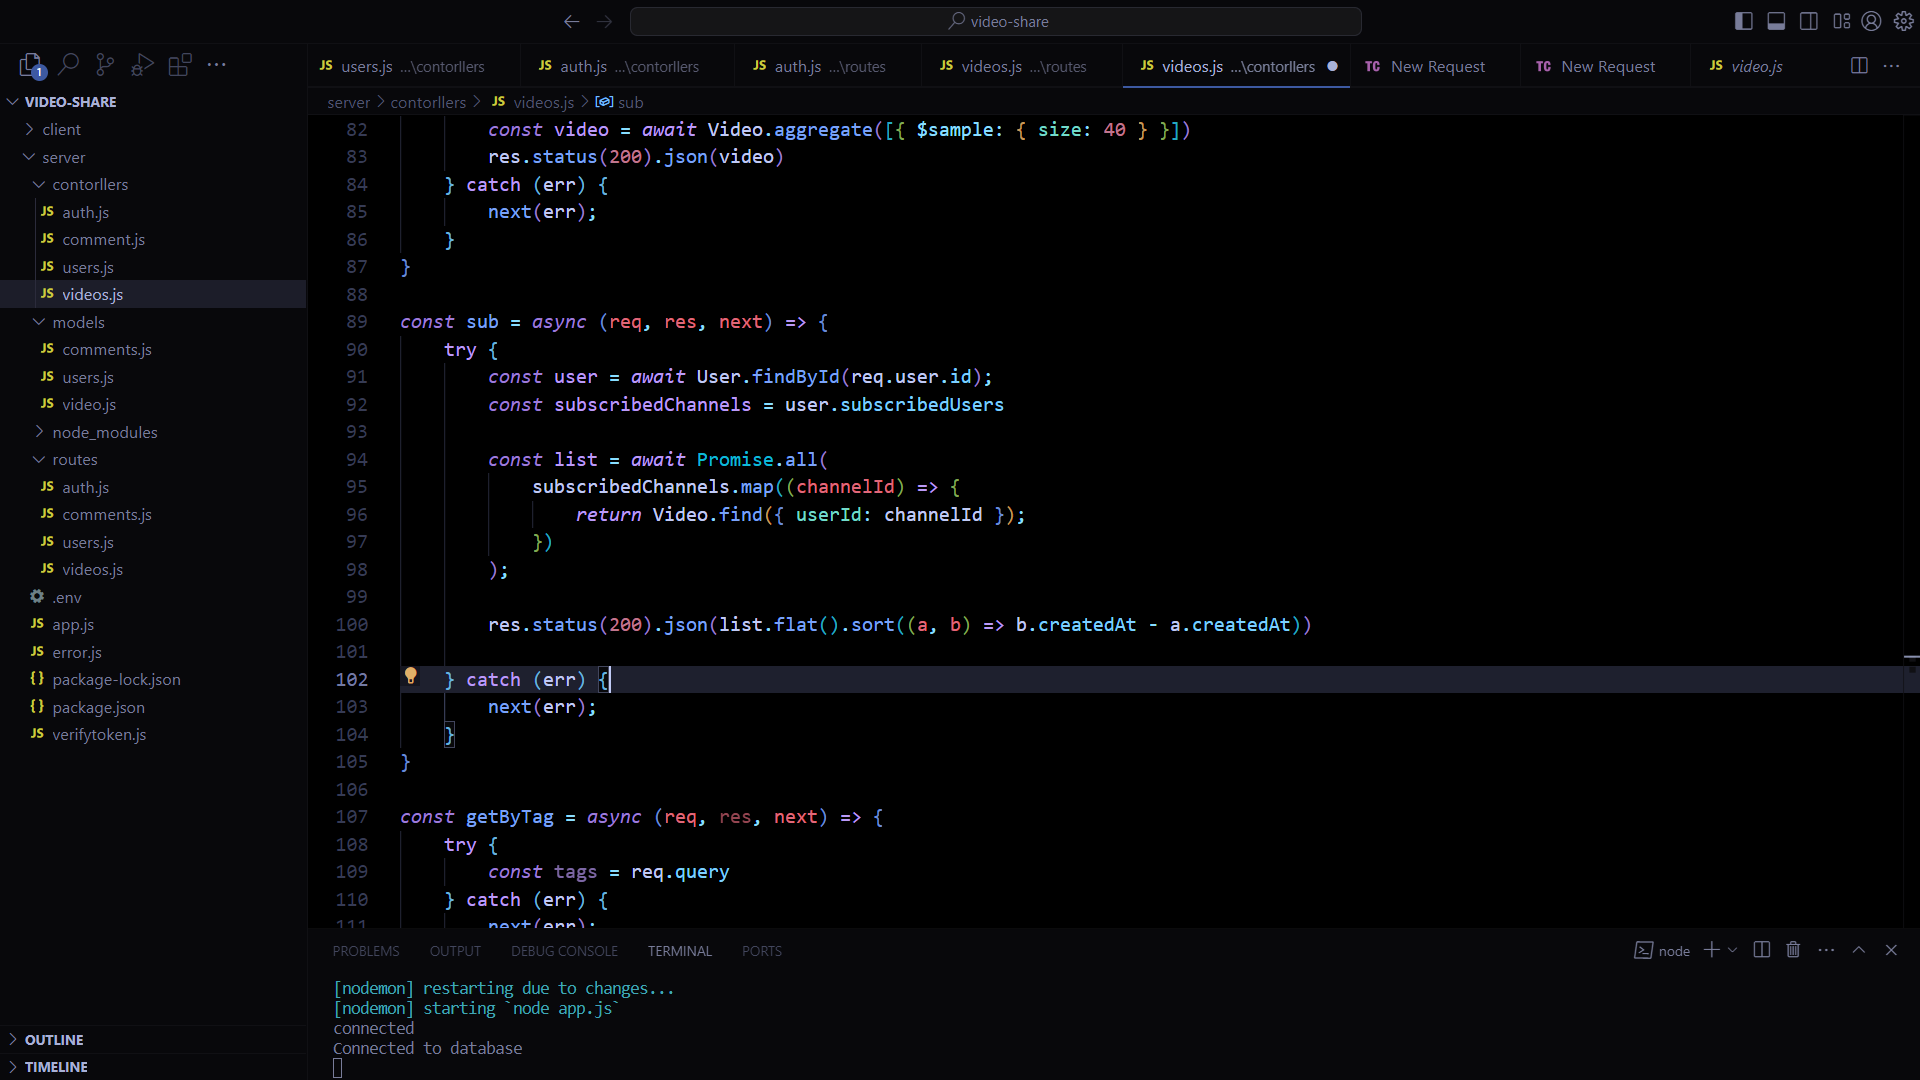 video-share
1
JS users.js ...\contorllers
JS auth.js ...\contorllers
JS auth.js ...\routes
JS videos.js ...\routes
JS videos.js ...\contorllers
TC New Request
TC New Request
JS video.js
VIDEO-SHARE
client
server
contorllers
JS auth.js
JS comment.js
JS users.js
JS videos.js
models
JS comments.js
JS users.js
JS video.js
node_modules
routes
JS auth.js
JS comments.js
JS users.js
JS videos.js
.env
JS app.js
JS error.js
{} package-lock.json
{} package.json
JS verifytoken.js
OUTLINE
TIMELINE
server > contorllers > JS videos.js > sub
82 const video = await Video.aggregate([{ $sample: { size: 40 } }])
83 res.status(200).json(video)
84 } catch (err) {
85 next(err);
86 }
87 }
88
89 const sub = async (req, res, next) => {
90 try {
91 const user = await User.findById(req.user.id);
92 const subscribedChannels = user.subscribedUsers
93
94 const list = await Promise.all(
95 subscribedChannels.map((channelId) => {
96 return Video.find({ userId: channelId });
97 })
98 );
99
100 res.status(200).json(list.flat().sort((a, b) => b.createdAt - a.createdAt))
101
102 } catch (err) {
103 next(err);
104 }
105 }
106
107 const getByTag = async (req, res, next) => {
108 try {
109 const tags = req.query
110 } catch (err) {
111 next(err);
PROBLEMS OUTPUT DEBUG CONSOLE TERMINAL PORTS
node
[nodemon] restarting due to changes...
[nodemon] starting `node app.js`
connected
Connected to database